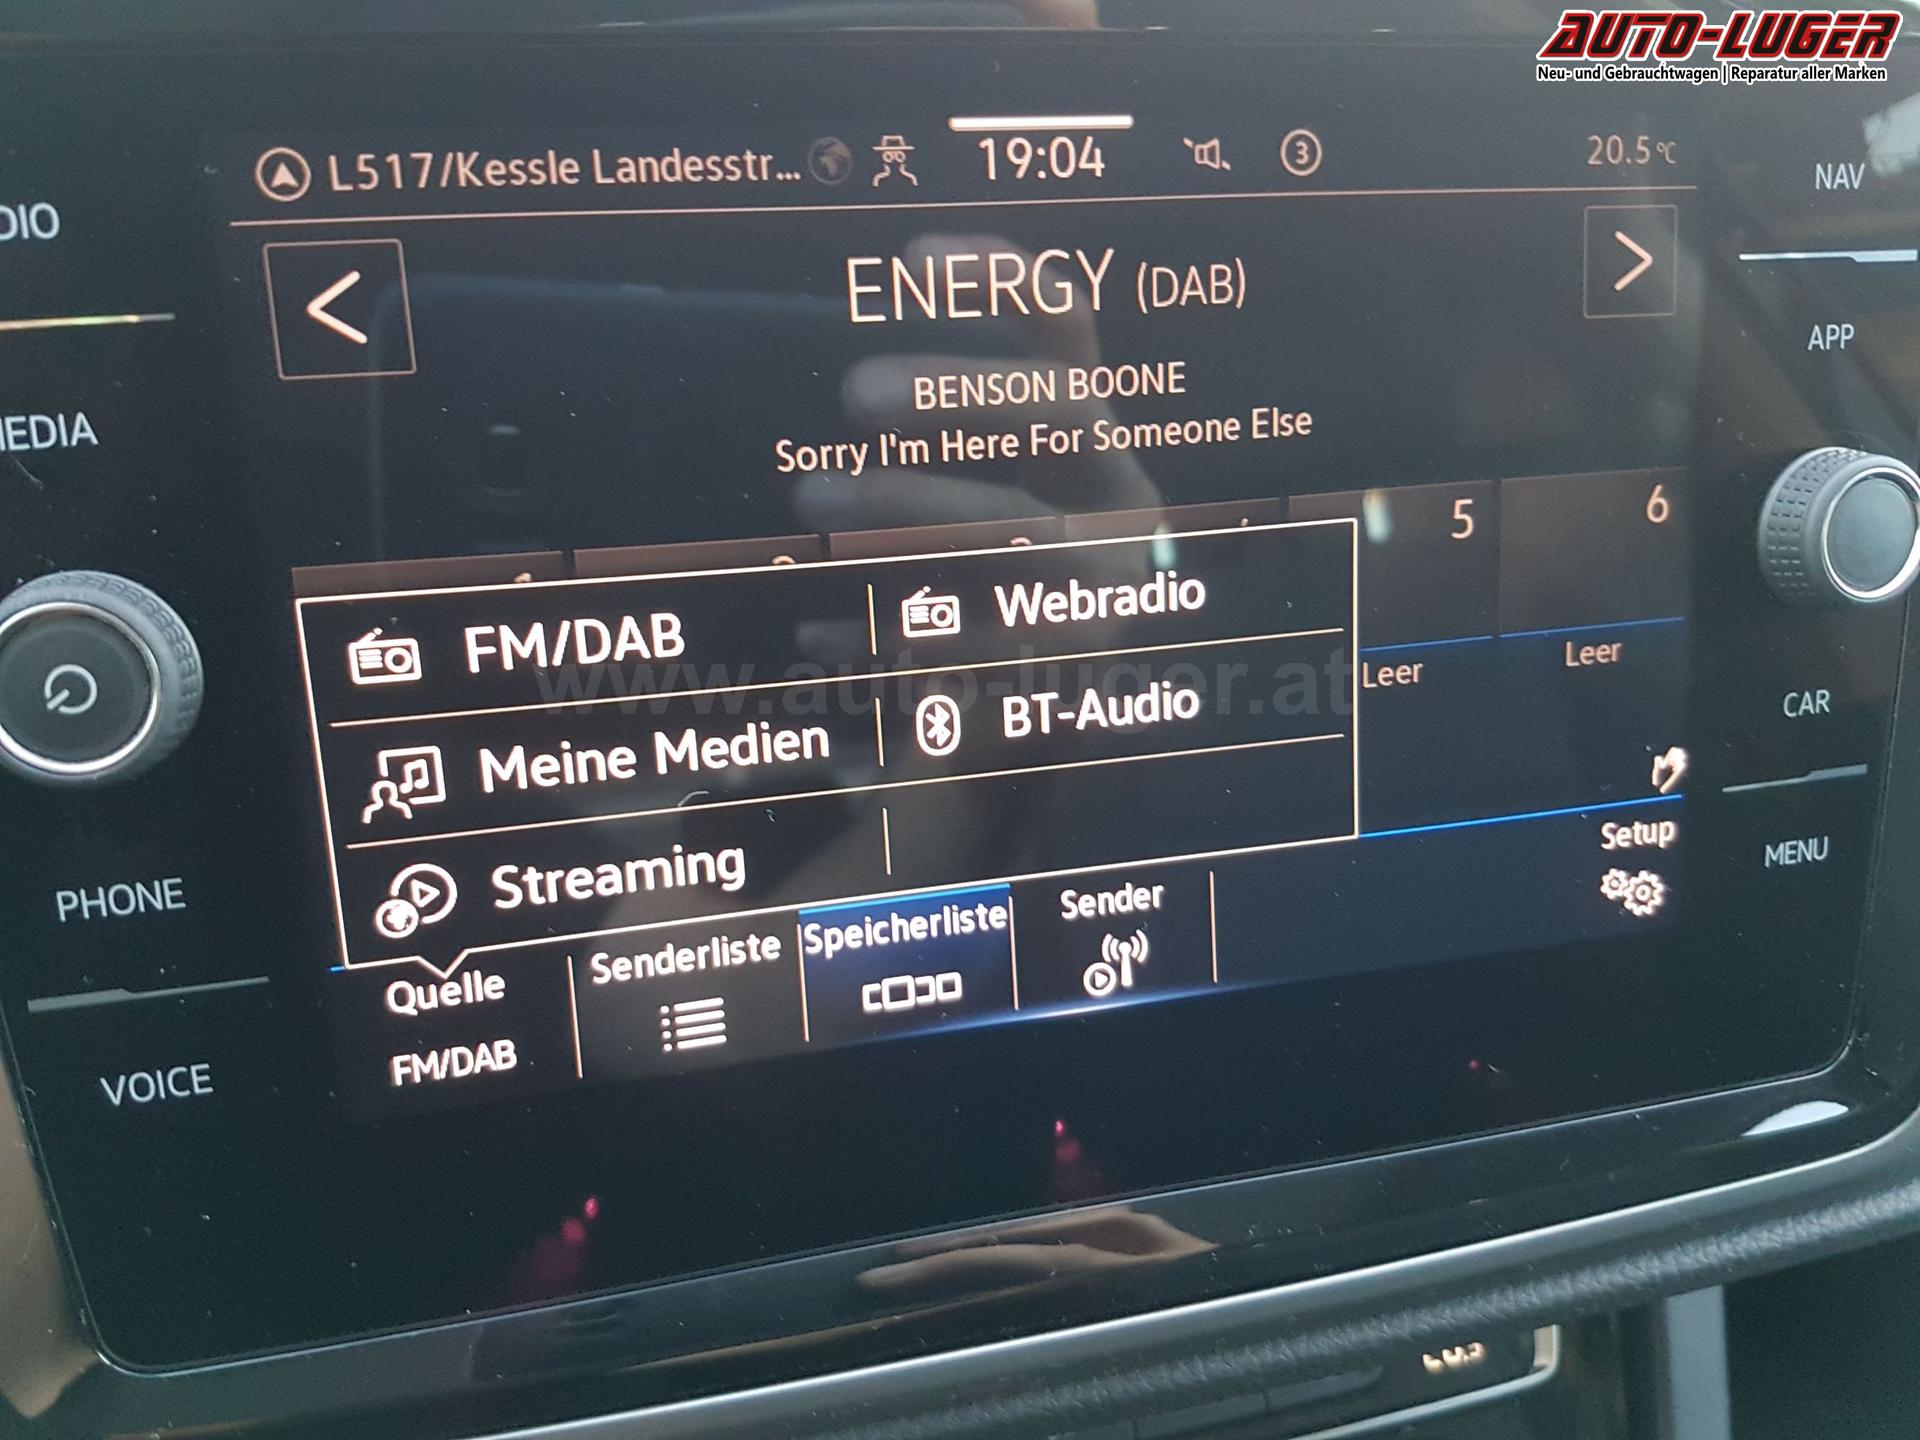 AUTO-LUGER
Neu- und Gebrauchtwagen | Reparatur aller Marken
L517/Kessle Landesstr...
19:04
3
20.5°C
NAV
ENERGY (DAB)
APP
BENSON BOONE
Sorry I'm Here For Someone Else
5
6
FM/DAB
Webradio
Leer
Leer
www.auto-luger.at
Meine Medien
BT-Audio
CAR
Streaming
Setup
MENU
PHONE
Quelle
FM/DAB
Senderliste
Speicherliste
Sender
VOICE